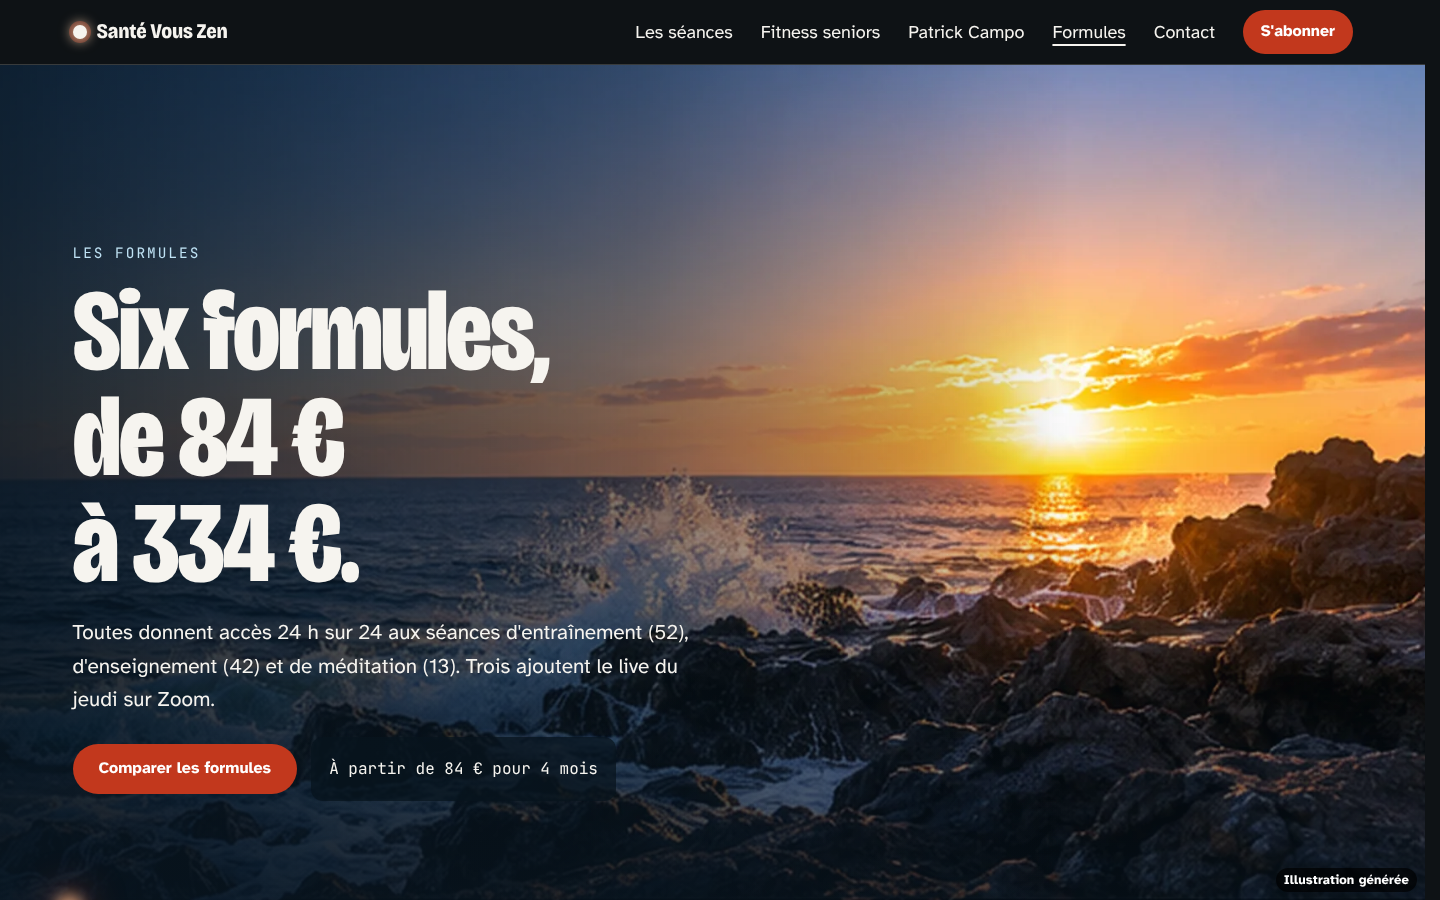 Santé Vous Zen
Les séances
Fitness seniors
Patrick Campo
Formules
Contact
S'abonner
LES FORMULES
Six formules,
de 84 €
à 334 €.
Toutes donnent accès 24 h sur 24 aux séances d'entraînement (52),
d'enseignement (42) et de méditation (13). Trois ajoutent le live du
jeudi sur Zoom.
Comparer les formules
À partir de 84 € pour 4 mois
Illustration générée